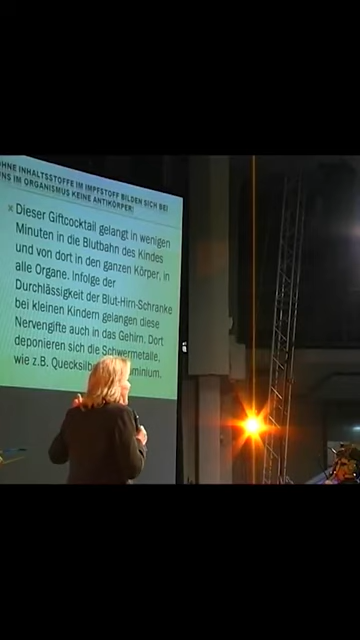 OHNE INHALTSSTOFFE IM IMPFSTOFF BILDEN SICH BEI
UNS IM ORGANISMUS KEINE ANTIKÖRPER!
Dieser Giftcocktail gelangt in wenigen
Minuten in die Blutbahn des Kindes
und von dort in den ganzen Körper, in
alle Organe. Infolge der
Durchlässigkeit der Blut-Hirn-Schranke
bei kleinen Kindern gelangen diese
Nervengifte auch in das Gehirn. Dort
deponieren sich die Schwermetalle,
wie z.B.